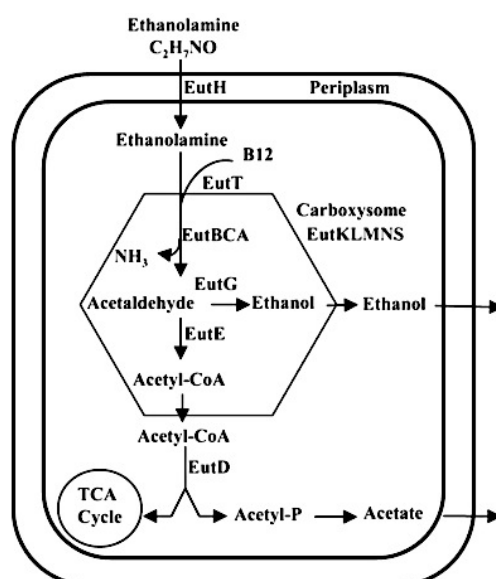 Ethanolamine
C₂H₇NO
EutH
Periplasm
Ethanolamine
B12
EutT
Carboxysome
EutKLMNS
EutBCA
NH₃
EutG
Acetaldehyde
Ethanol
Ethanol
EutE
Acetyl-CoA
Acetyl-CoA
EutD
TCA
Cycle
Acetyl-P
Acetate